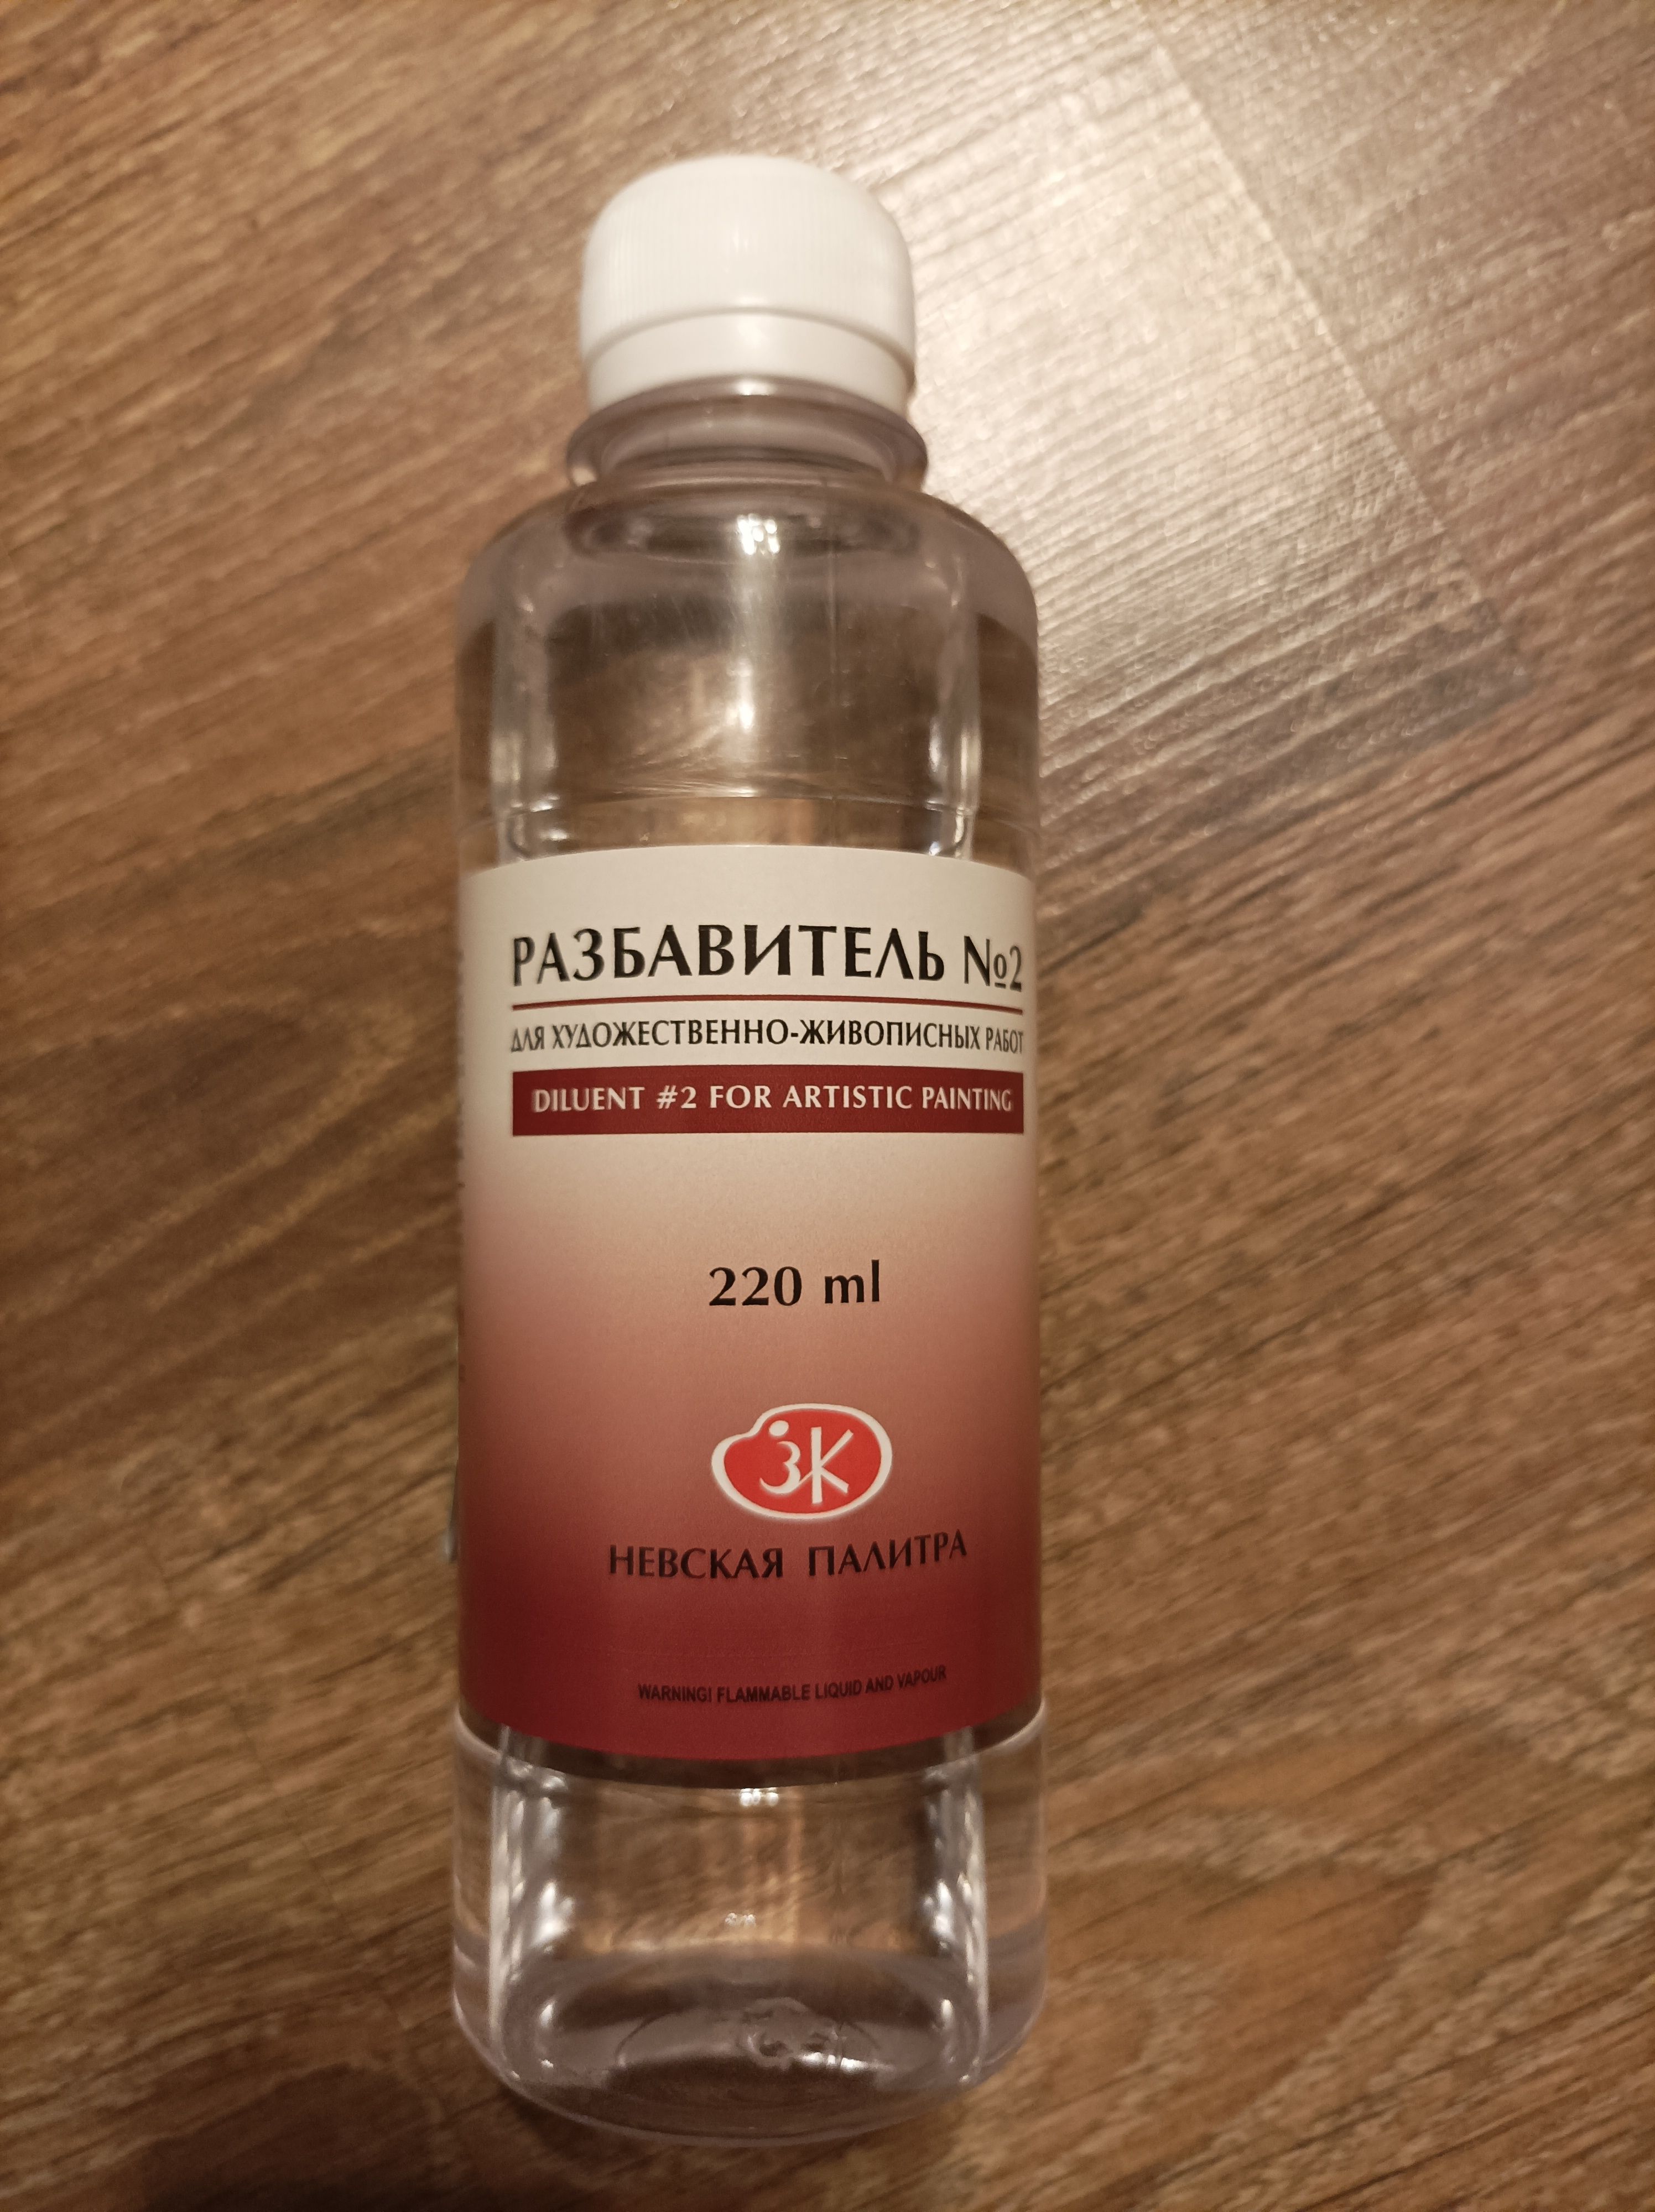 РАЗБАВИТЕЛЬ №2
ДЛЯ ХУДОЖЕСТВЕННО-ЖИВОПИСНЫХ РАБОТ
DILUENT #2 FOR ARTISTIC PAINTING
220 ml
ЗК
НЕВСКАЯ ПАЛИТРА
WARNING! FLAMMABLE LIQUID AND VAPOUR